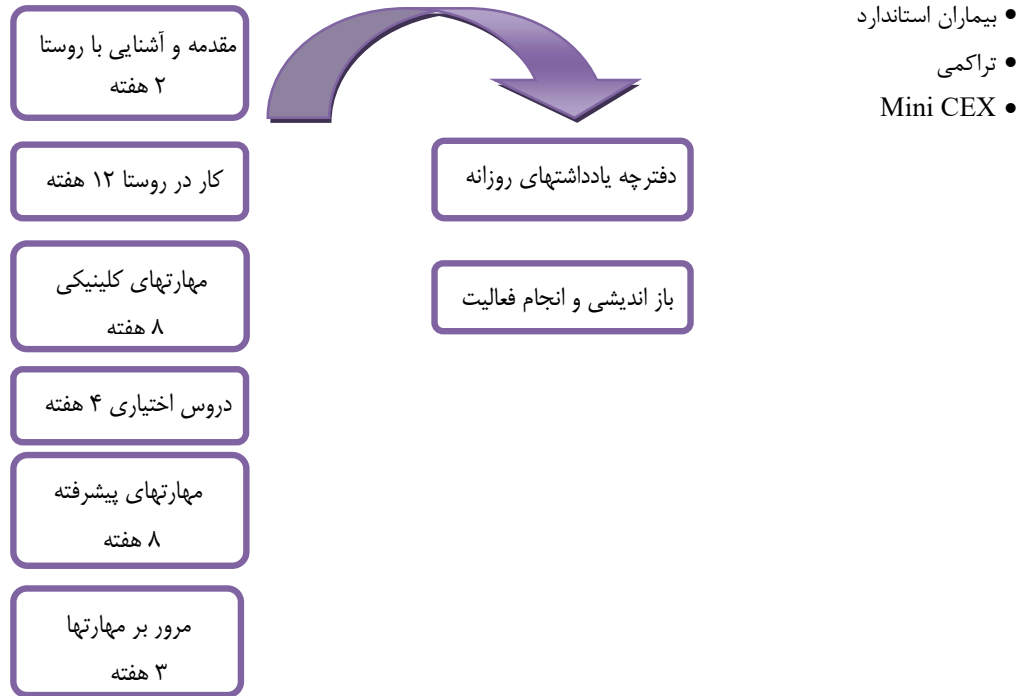 • بیماران استاندارد
• تراکمی
• Mini CEX
مقدمه و آشنایی با روستا
۲ هفته
کار در روستا ۱۲ هفته
مهارتهای کلینیکی
۸ هفته
دروس اختیاری ۴ هفته
مهارتهای پیشرفته
۸ هفته
مرور بر مهارتها
۳ هفته
دفترچه یادداشتهای روزانه
باز اندیشی و انجام فعالیت